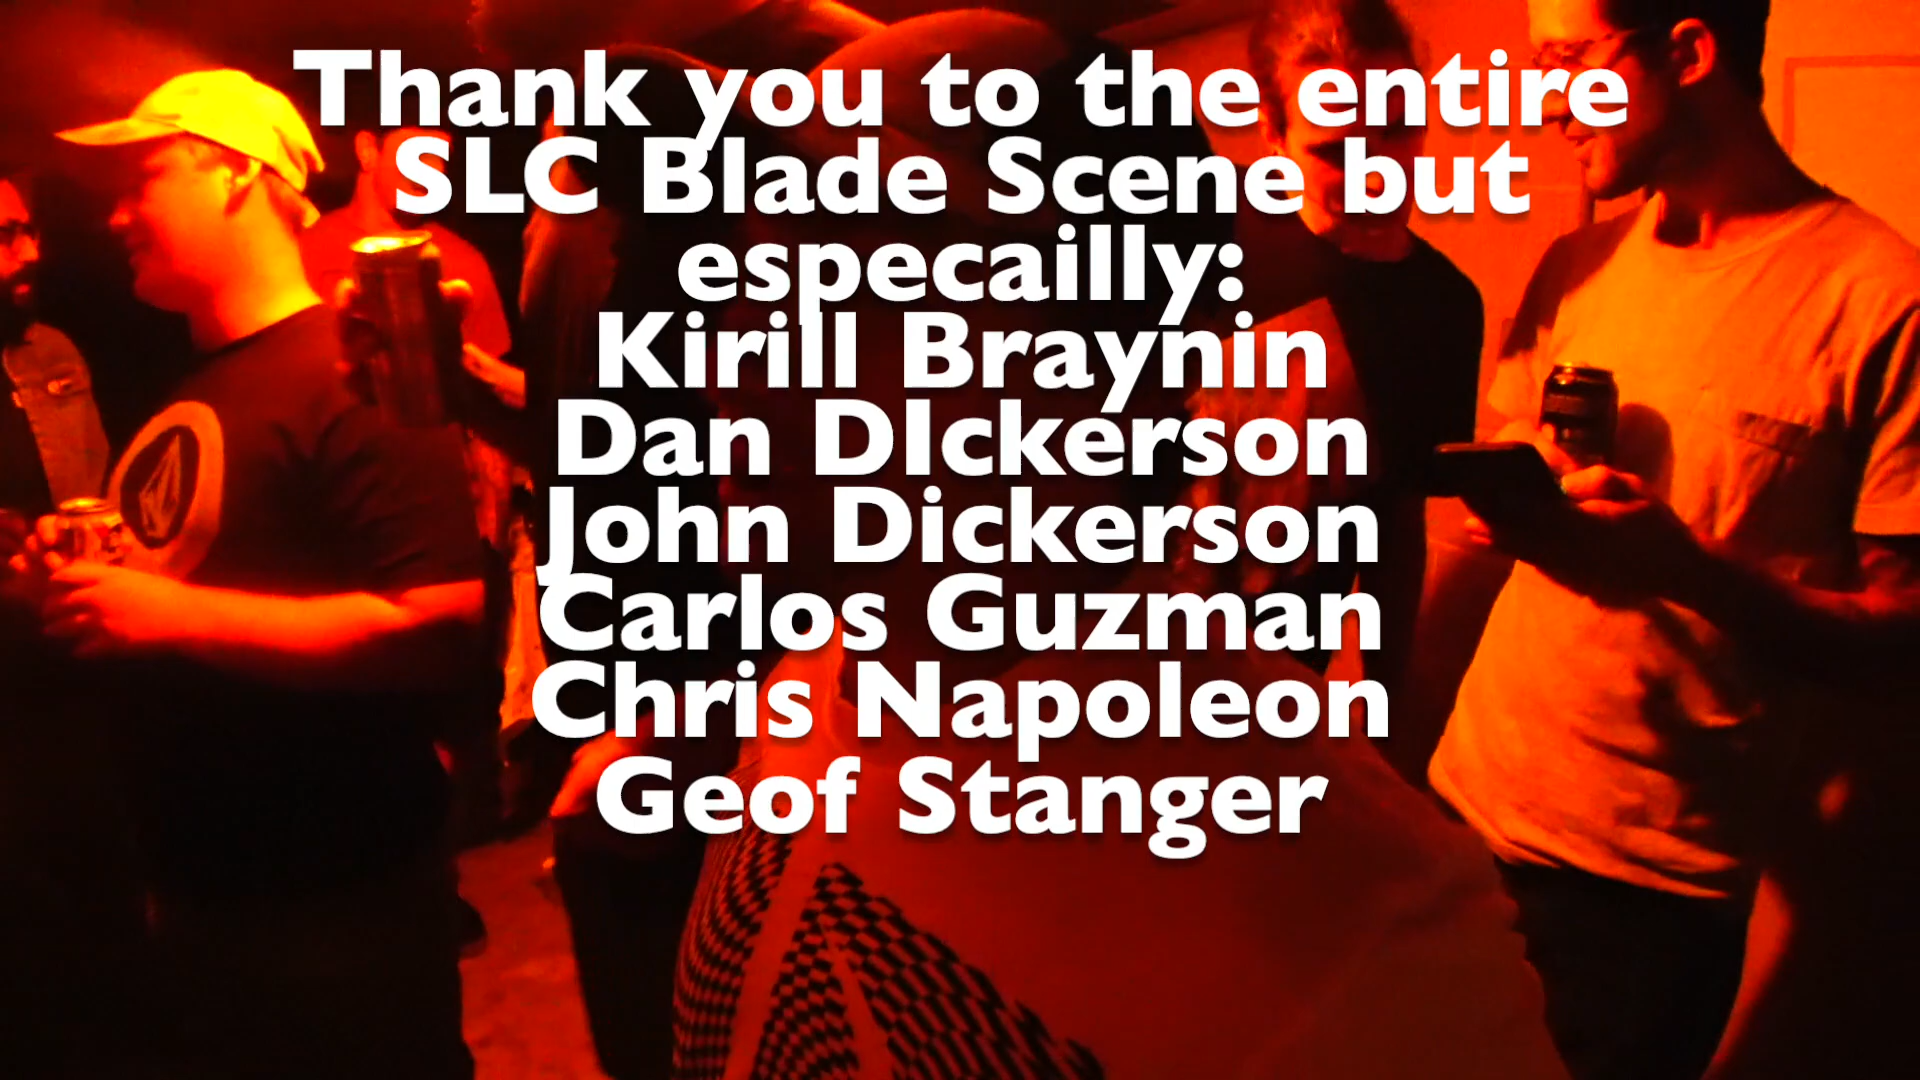 Thank you to the entire
SLC Blade Scene but
especailly:
Kirill Braynin
Dan DIckerson
John Dickerson
Carlos Guzman
Chris Napoleon
Geof Stanger